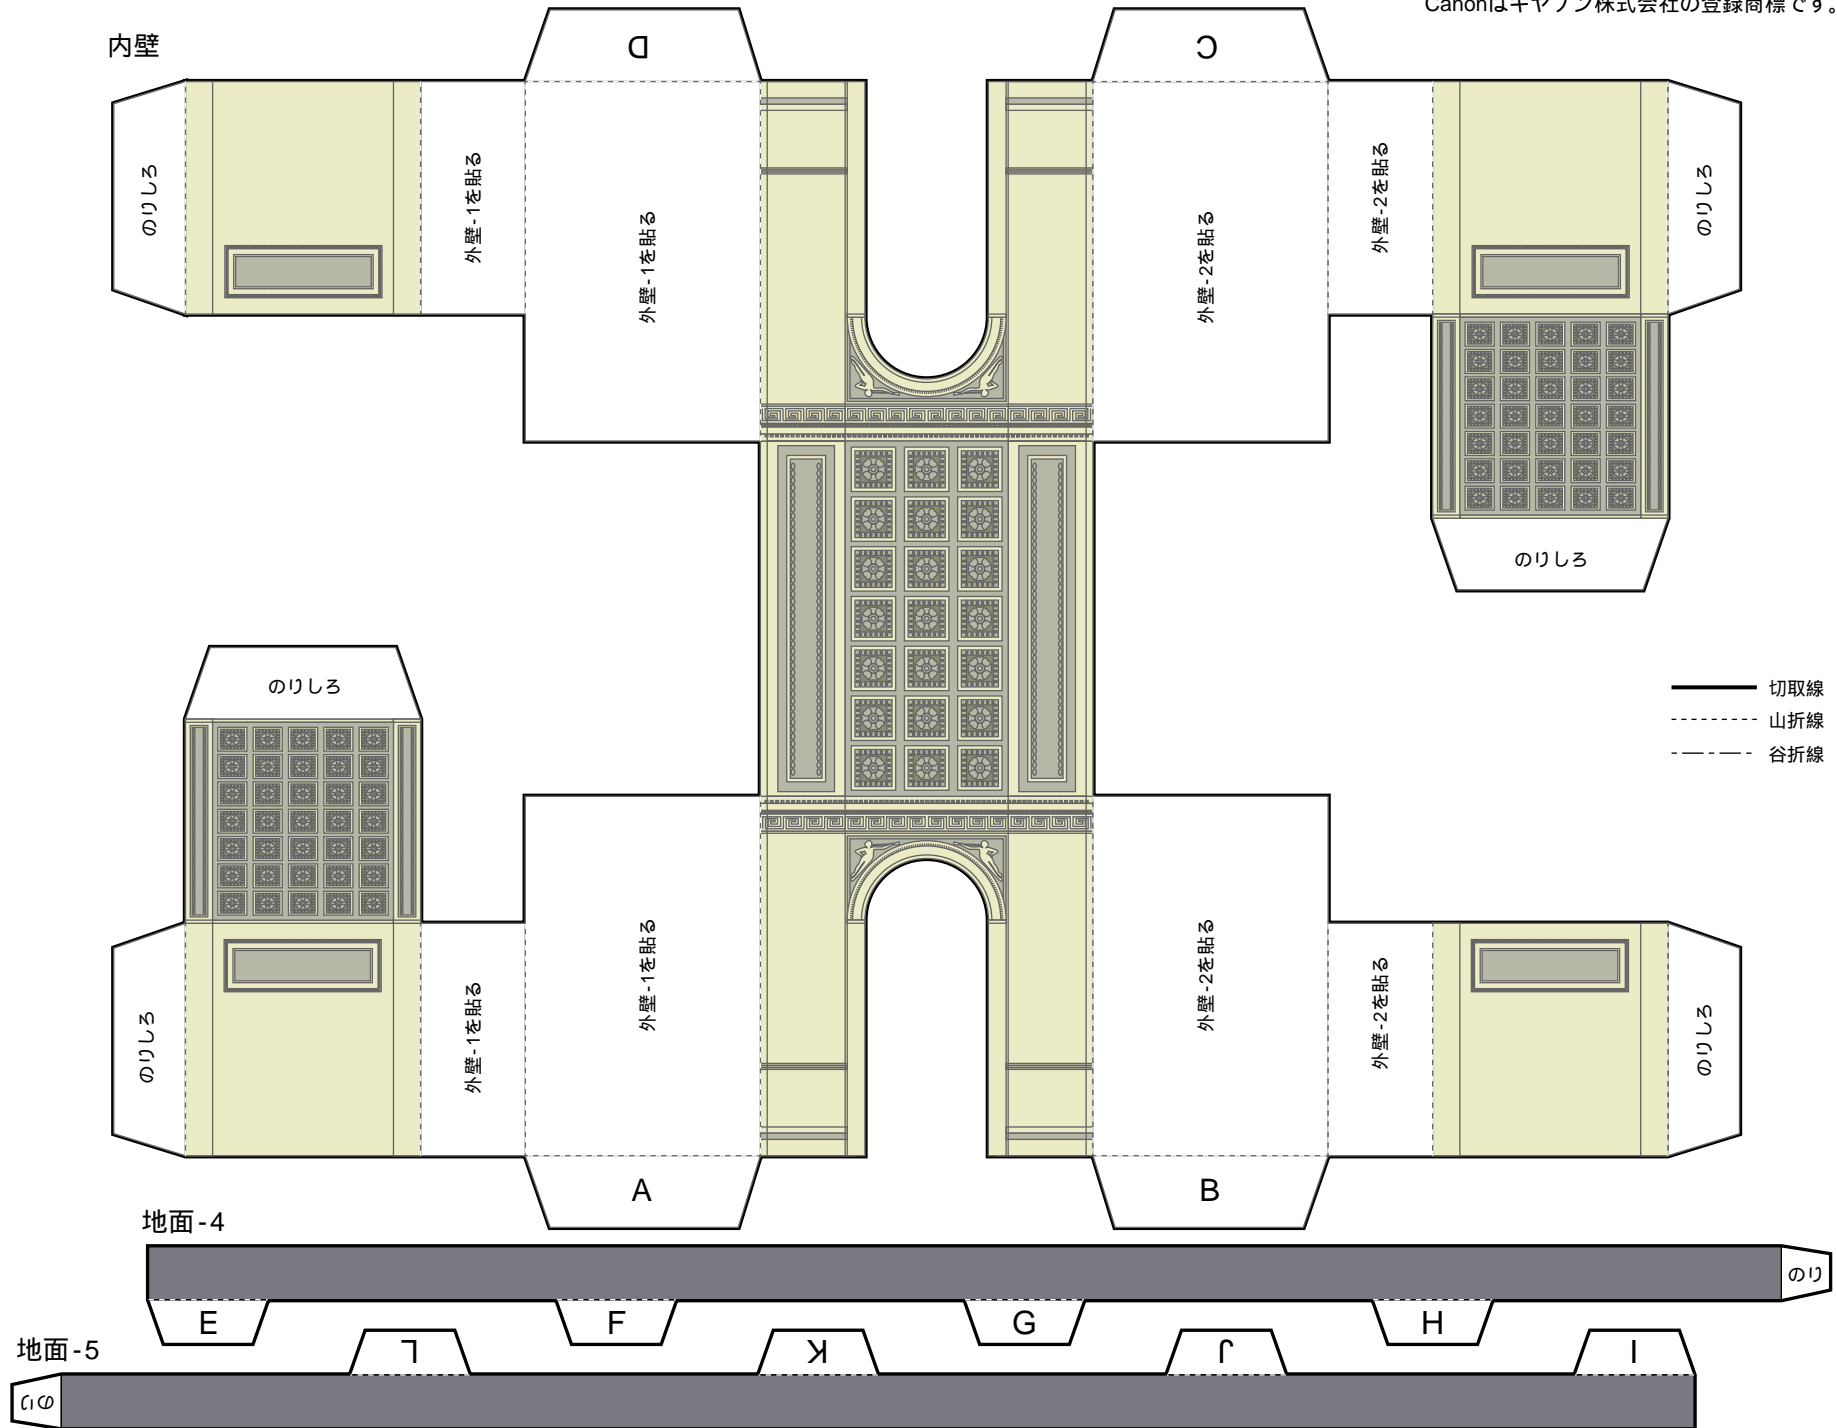 Canonはキヤノン株式会社の登録商標です。
内壁
D
C
のりしろ
外壁-1を貼る
外壁-1を貼る
外壁-2を貼る
外壁-2を貼る
のりしろ
のりしろ
のりしろ
切取線
山折線
谷折線
のりしろ
外壁-1を貼る
外壁-1を貼る
外壁-2を貼る
外壁-2を貼る
のりしろ
A
B
地面-4
のり
E
F
G
H
地面-5
L
K
J
I
のり